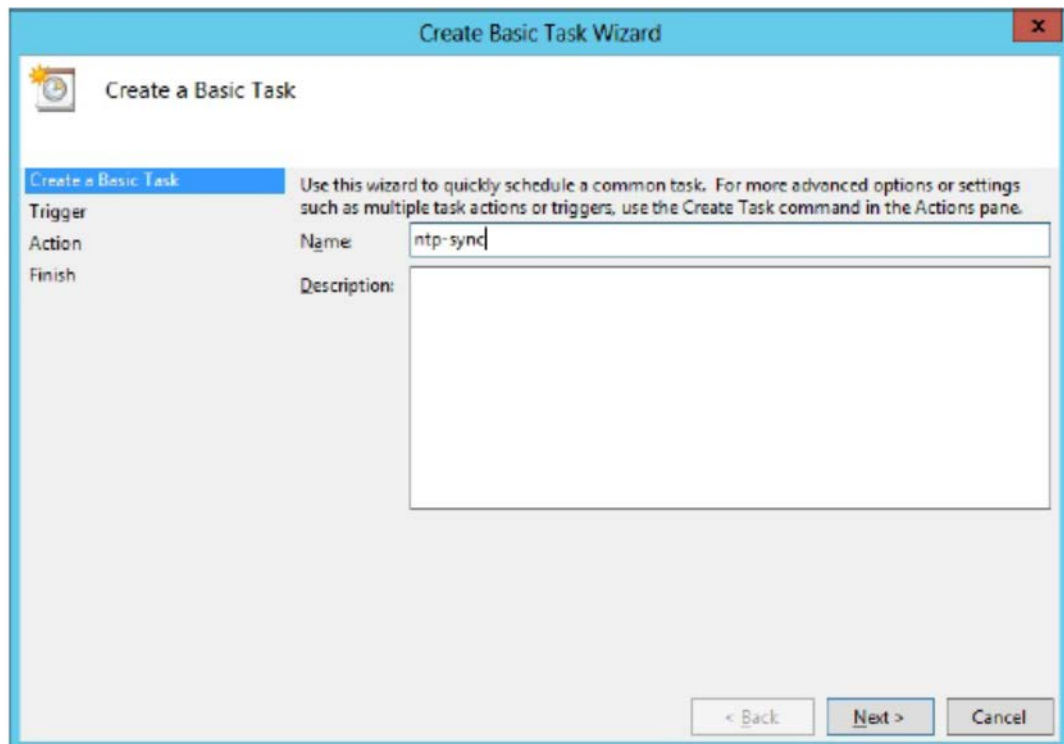 Create Basic Task Wizard
x
Create a Basic Task
Create a Basic Task
Trigger
Action
Finish
Use this wizard to quickly schedule a common task. For more advanced options or settings
such as multiple task actions or triggers, use the Create Task command in the Actions pane.
Name: ntp-sync
Description:
< Back
Next >
Cancel